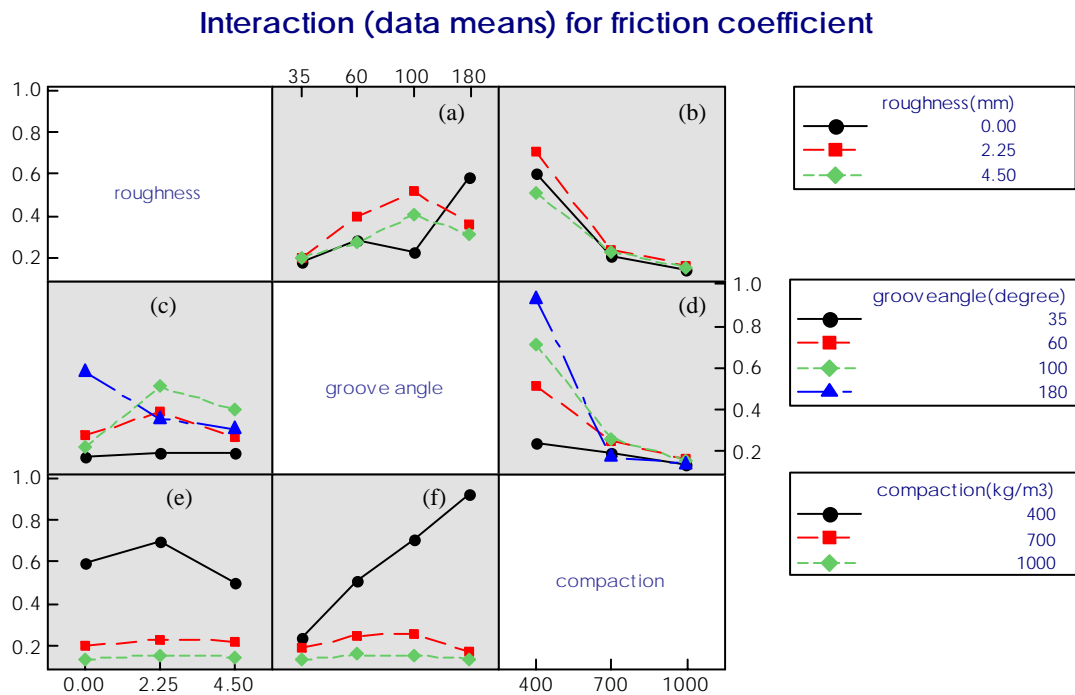 Interaction (data means) for friction coefficient
35 60 100 180
1.0
0.8
0.6
0.4
0.2
roughness
(a)
(b)
roughness(mm)
0.00
2.25
4.50
(c)
groove angle
(d)
1.0
0.8
0.6
0.4
0.2
grooveangle(degree)
35
60
100
180
1.0
0.8
0.6
0.4
0.2
(e)
(f)
compaction
compaction(kg/m3)
400
700
1000
0.00 2.25 4.50
400 700 1000